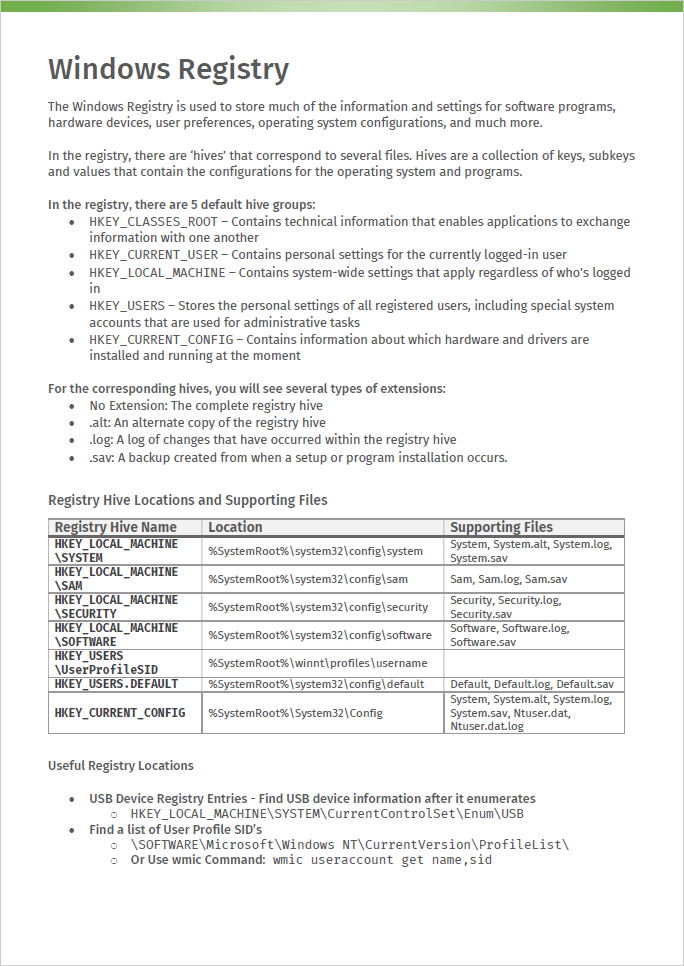 Windows Registry
The Windows Registry is used to store much of the information and settings for software programs,
hardware devices, user preferences, operating system configurations, and much more.
In the registry, there are ‘hives’ that correspond to several files. Hives are a collection of keys, subkeys
and values that contain the configurations for the operating system and programs.
In the registry, there are 5 default hive groups:
• HKEY_CLASSES_ROOT – Contains technical information that enables applications to exchange
information with one another
• HKEY_CURRENT_USER – Contains personal settings for the currently logged-in user
• HKEY_LOCAL_MACHINE – Contains system-wide settings that apply regardless of who's logged
in
• HKEY_USERS – Stores the personal settings of all registered users, including special system
accounts that are used for administrative tasks
• HKEY_CURRENT_CONFIG – Contains information about which hardware and drivers are
installed and running at the moment
For the corresponding hives, you will see several types of extensions:
• No Extension: The complete registry hive
• .alt: An alternate copy of the registry hive
• .log: A log of changes that have occurred within the registry hive
• .sav: A backup created from when a setup or program installation occurs.
Registry Hive Locations and Supporting Files
Registry Hive Name Location Supporting Files
HKEY_LOCAL_MACHINE
\SYSTEM
%SystemRoot%\system32\config\system
System, System.alt, System.log,
System.sav
HKEY_LOCAL_MACHINE
\SAM
%SystemRoot%\system32\config\sam
Sam, Sam.log, Sam.sav
HKEY_LOCAL_MACHINE
\SECURITY
%SystemRoot%\system32\config\security
Security, Security.log,
Security.sav
HKEY_LOCAL_MACHINE
\SOFTWARE
%SystemRoot%\system32\config\software
Software, Software.log,
Software.sav
HKEY_USERS
\UserProfileSID
%SystemRoot%\winnt\profiles\username
HKEY_USERS.DEFAULT
%SystemRoot%\system32\config\default
Default, Default.log, Default.sav
HKEY_CURRENT_CONFIG
%SystemRoot%\System32\Config
System, System.alt, System.log,
System.sav, Ntuser.dat,
Ntuser.dat.log
Useful Registry Locations
• USB Device Registry Entries - Find USB device information after it enumerates
○ HKEY_LOCAL_MACHINE\SYSTEM\CurrentControlSet\Enum\USB
• Find a list of User Profile SID’s
○ \SOFTWARE\Microsoft\Windows NT\CurrentVersion\ProfileList\
○ Or Use wmic Command: wmic useraccount get name,sid